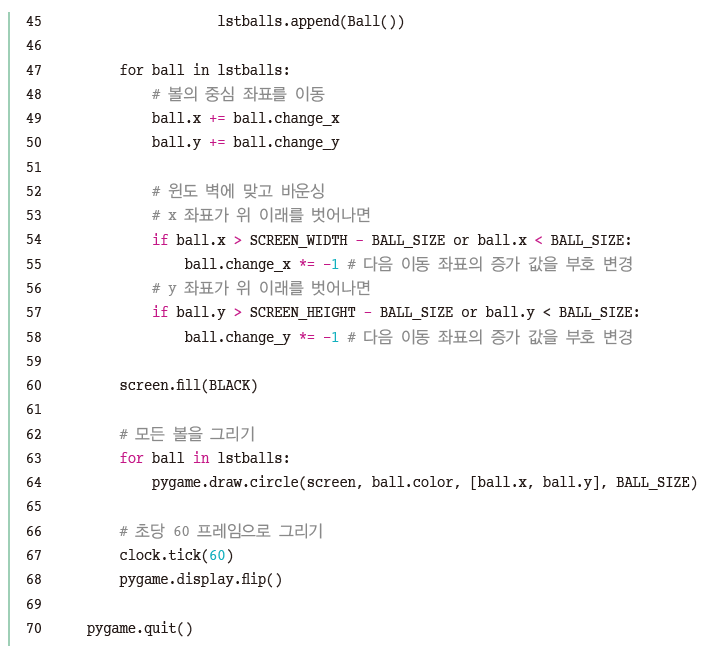 45                     lstballs.append(Ball())
46
47         for ball in lstballs:
48             # 볼의 중심 좌표를 이동
49             ball.x += ball.change_x
50             ball.y += ball.change_y
51
52             # 윈도 벽에 맞고 바운싱
53             # x 좌표가 위 이래를 벗어나면
54             if ball.x > SCREEN_WIDTH - BALL_SIZE or ball.x < BALL_SIZE:
55                 ball.change_x *= -1 # 다음 이동 좌표의 증가 값을 부호 변경
56             # y 좌표가 위 이래를 벗어나면
57             if ball.y > SCREEN_HEIGHT - BALL_SIZE or ball.y < BALL_SIZE:
58                 ball.change_y *= -1 # 다음 이동 좌표의 증가 값을 부호 변경
59
60         screen.fill(BLACK)
61
62         # 모든 볼을 그리기
63         for ball in lstballs:
64             pygame.draw.circle(screen, ball.color, [ball.x, ball.y], BALL_SIZE)
65
66         # 초당 60 프레임으로 그리기
67         clock.tick(60)
68         pygame.display.flip()
69
70     pygame.quit()